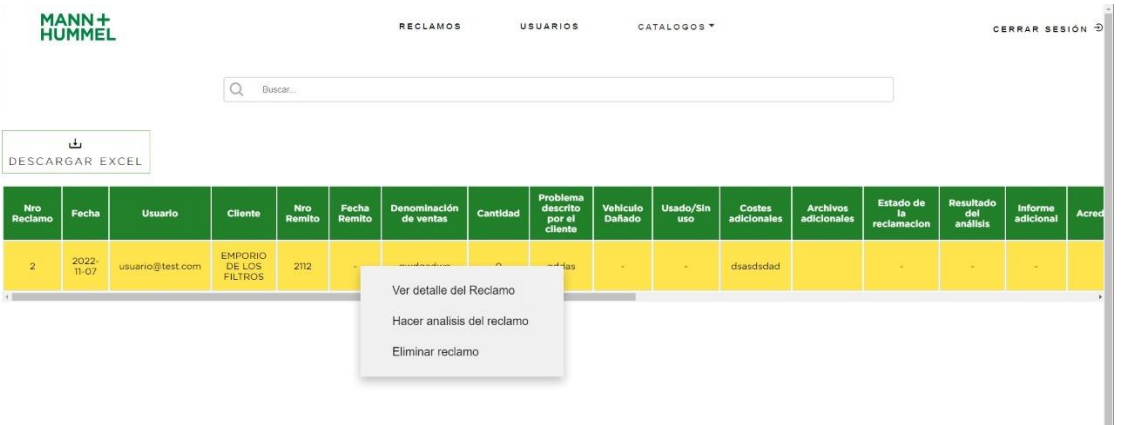 MANN+
HUMMEL
RECLAMOS USUARIOS CATALOGOS CERRAR SESIÓN
Buscar...
DESCARGAR EXCEL
Nro Reclamo
Fecha
Usuario
Cliente
Nro Remito
Fecha Remito
Denominación de ventas
Cantidad
Problema descrito por el cliente
Vehiculo Dañado
Usado/Sin uso
Costes adicionales
Archivos adicionales
Estado de la reclamacion
Resultado del análisis
Informe adicional
Acred
2
2022-11-07
usuario@test.com
EMPORIO DE LOS FILTROS
2112
-
-
-
dsasdsdad
-
-
-
Ver detalle del Reclamo
Hacer analisis del reclamo
Eliminar reclamo